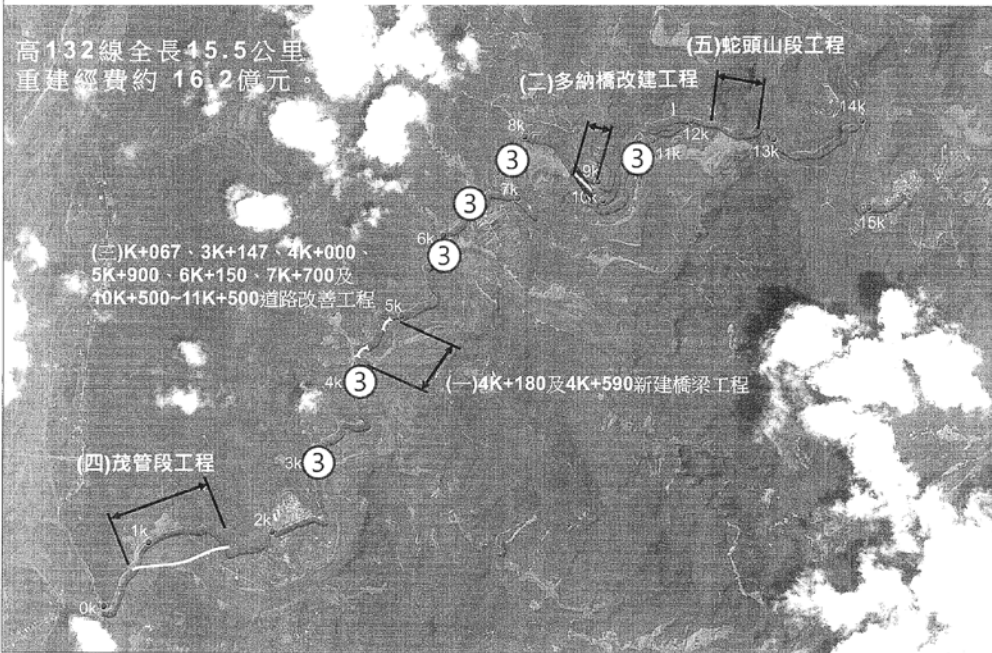 高132線全長15.5公里
重建經費約 16.2億元。
(五)蛇頭山段工程
(二)多納橋改建工程
14k
8k
12k
③
③
11k
13k
9k
7k
10k
③
15k
6k
③
(三)K+067、3K+147、4K+000、
5K+900、6K+150、7K+700及
10K+500~11K+500道路改善工程
5k
4k
③
(一)4K+180及4K+590新建橋梁工程
3k
③
(四)茂管段工程
2k
1k
0k